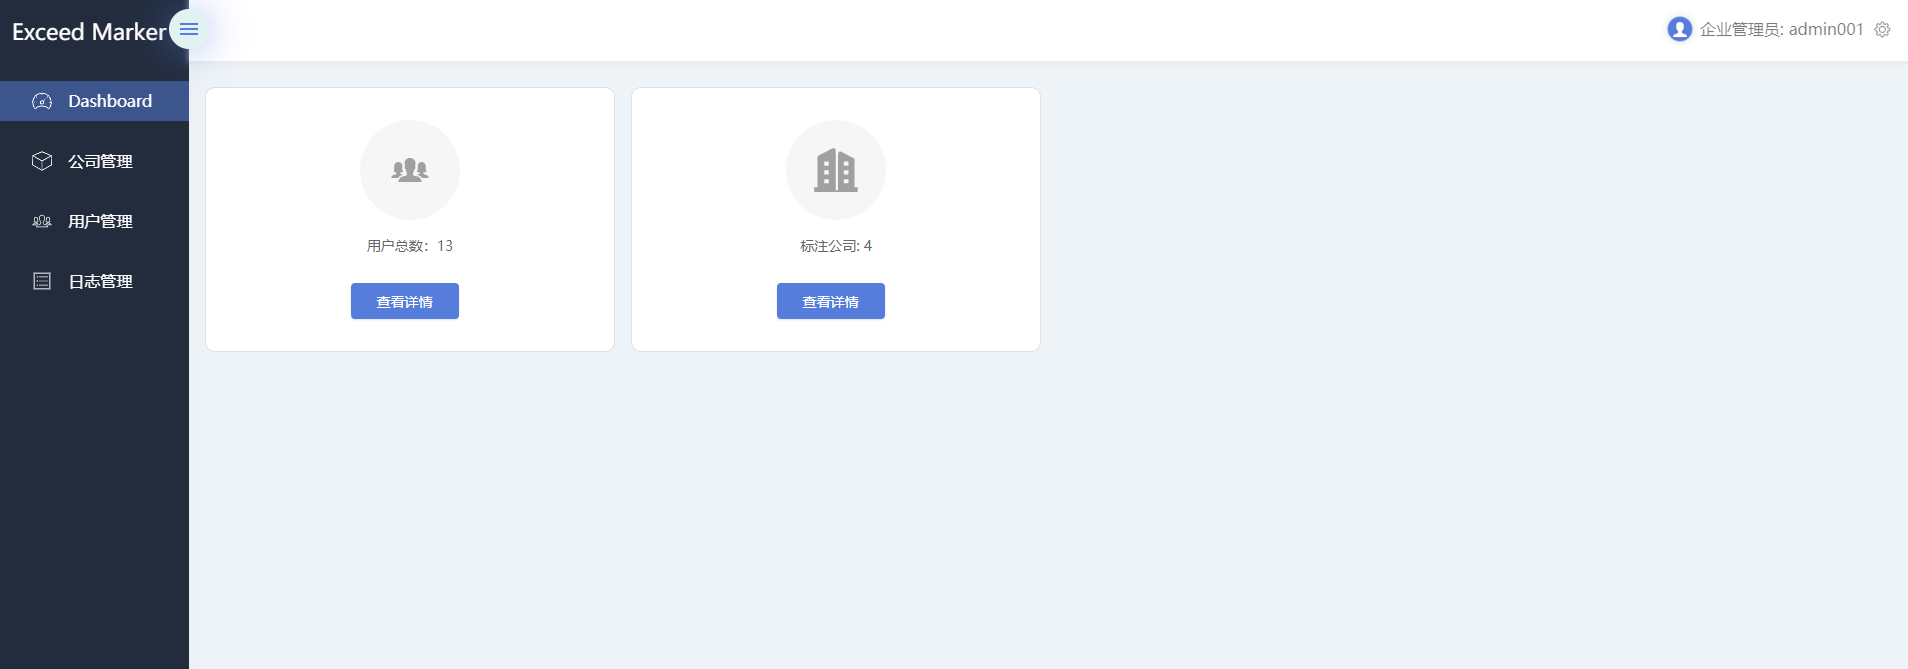 Exceed Marker
企业管理员: admin001
Dashboard
公司管理
用户管理
日志管理
用户总数：13
查看详情
标注公司: 4
查看详情